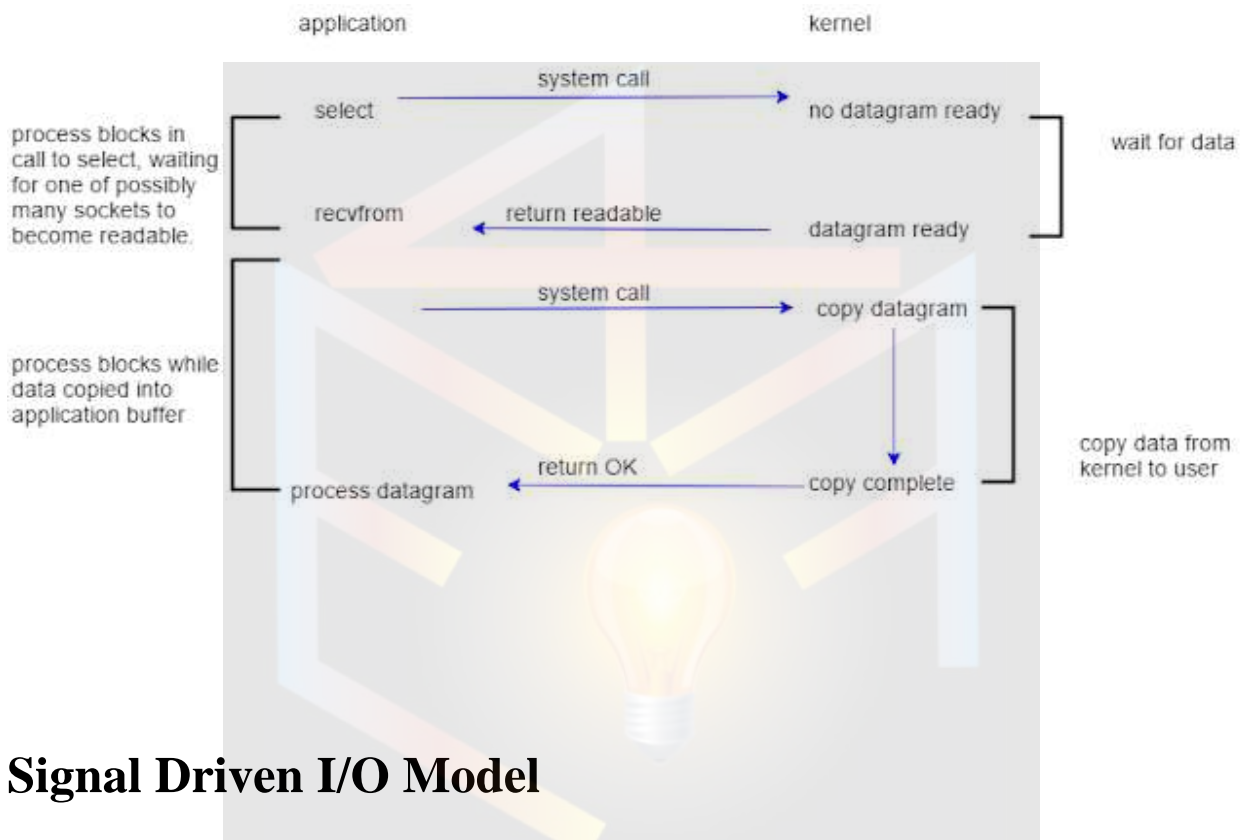 application
kernel
system call
select
no datagram ready
process blocks in
call to select, waiting
for one of possibly
many sockets to
become readable.
wait for data
recvfrom
return readable
datagram ready
system call
copy datagram
process blocks while
data copied into
application buffer
copy data from
kernel to user
return OK
process datagram
copy complete
Signal Driven I/O Model